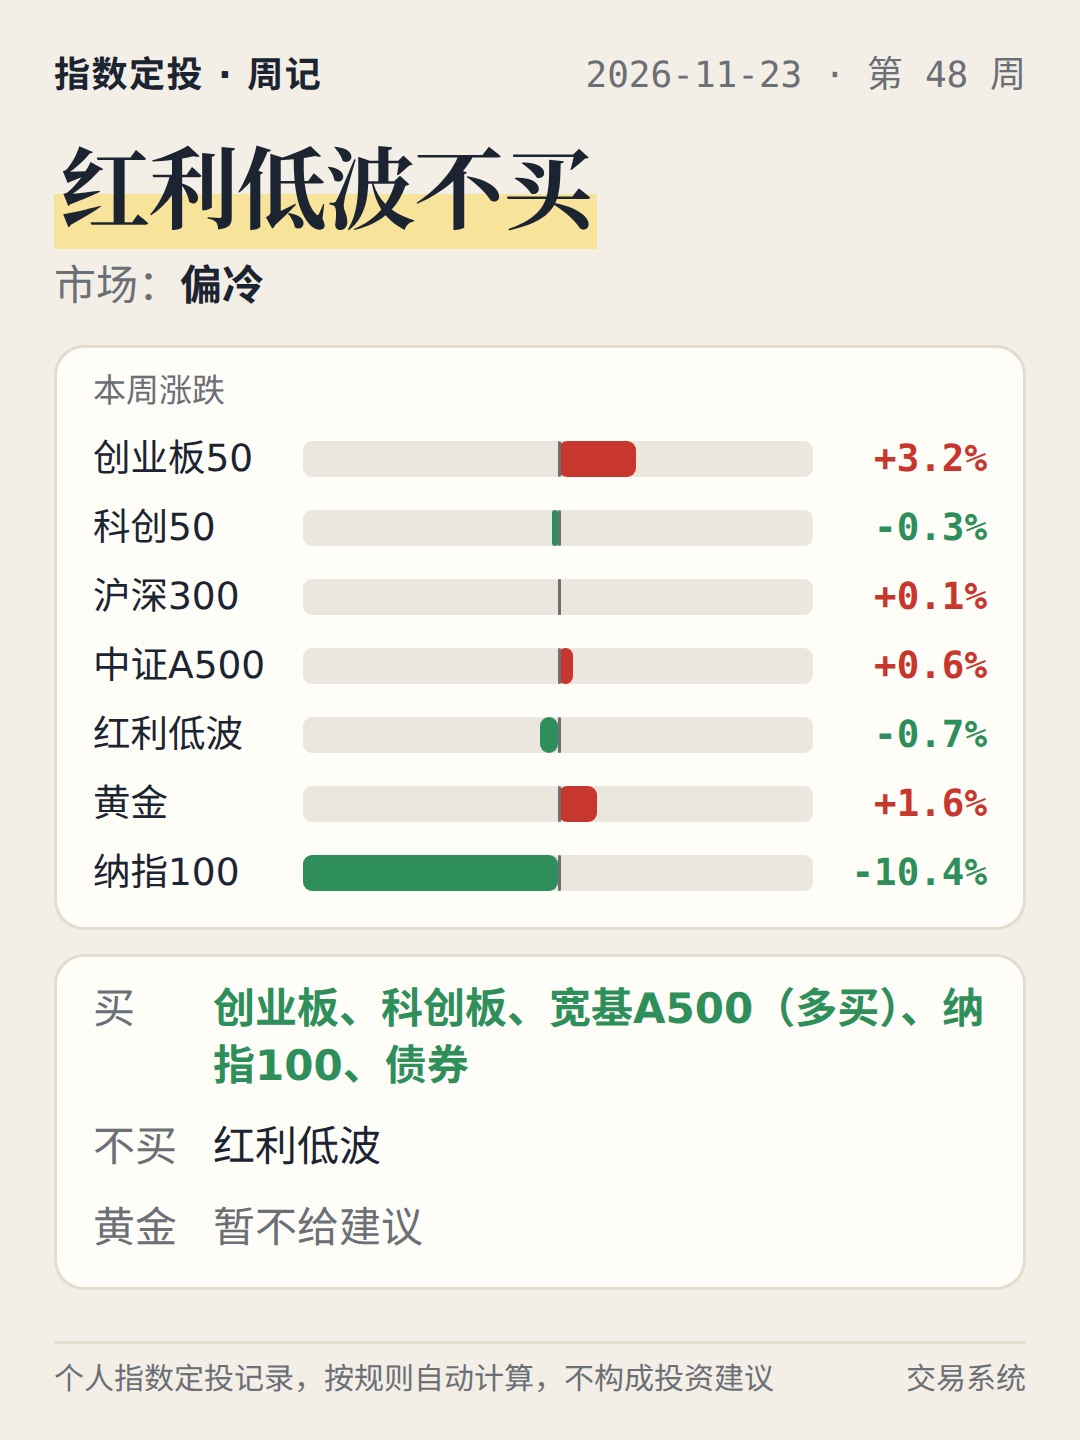 指数定投 · 周记
2026-11-23 · 第 48 周
红利低波不买
市场：偏冷
本周涨跌
创业板50 +3.2%
科创50 -0.3%
沪深300 +0.1%
中证A500 +0.6%
红利低波 -0.7%
黄金 +1.6%
纳指100 -10.4%
买 创业板、科创板、宽基A500（多买）、纳
指100、债券
不买 红利低波
黄金 暂不给建议
个人指数定投记录，按规则自动计算，不构成投资建议
交易系统